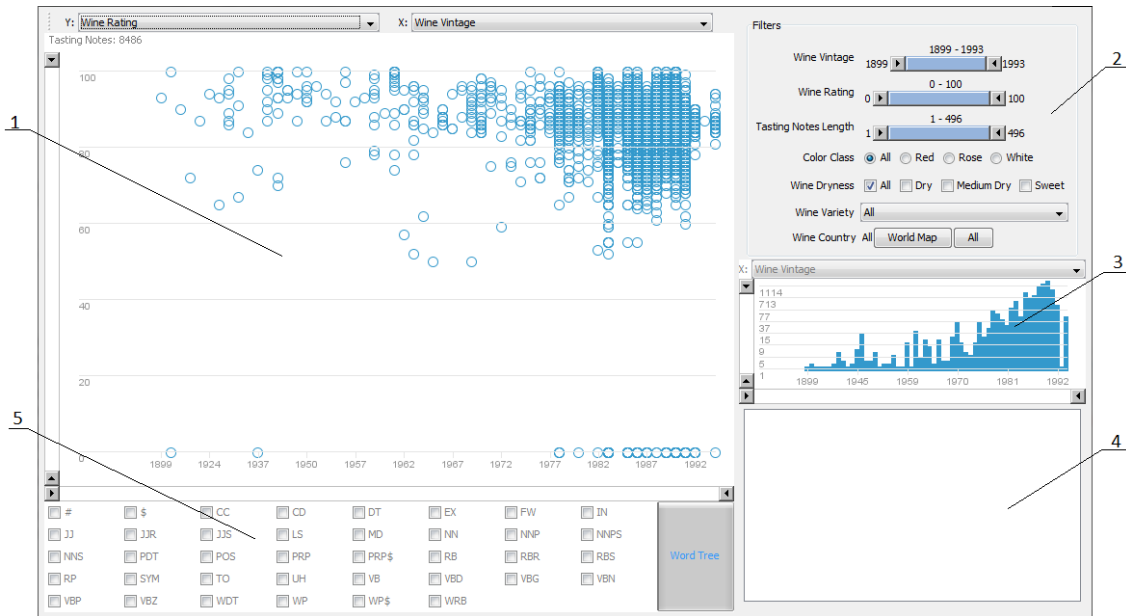 Y: Wine Rating X: Wine Vintage
Tasting Notes: 8486
100
80
60
40
20
0
1899 1924 1937 1950 1957 1962 1967 1972 1977 1982 1987 1992
1
Filters
Wine Vintage 1899 1899 - 1993 1993
Wine Rating 0 0 - 100 100
Tasting Notes Length 1 1 - 496 496
Color Class All Red Rose White
Wine Dryness All Dry Medium Dry Sweet
Wine Variety All
Wine Country All World Map All
2
X: Wine Vintage
1114
713
77
37
15
9
5
1
1899 1945 1959 1970 1981 1992
3
4
5
# $ CC CD DT EX FW IN
JJ JJR JJS LS MD NN NNP NNPS
NNS PDT POS PRP PRP$ RB RBR RBS
RP SYM TO UH VB VBD VBG VBN
VBP VBZ WDT WP WP$ WRB
Word Tree